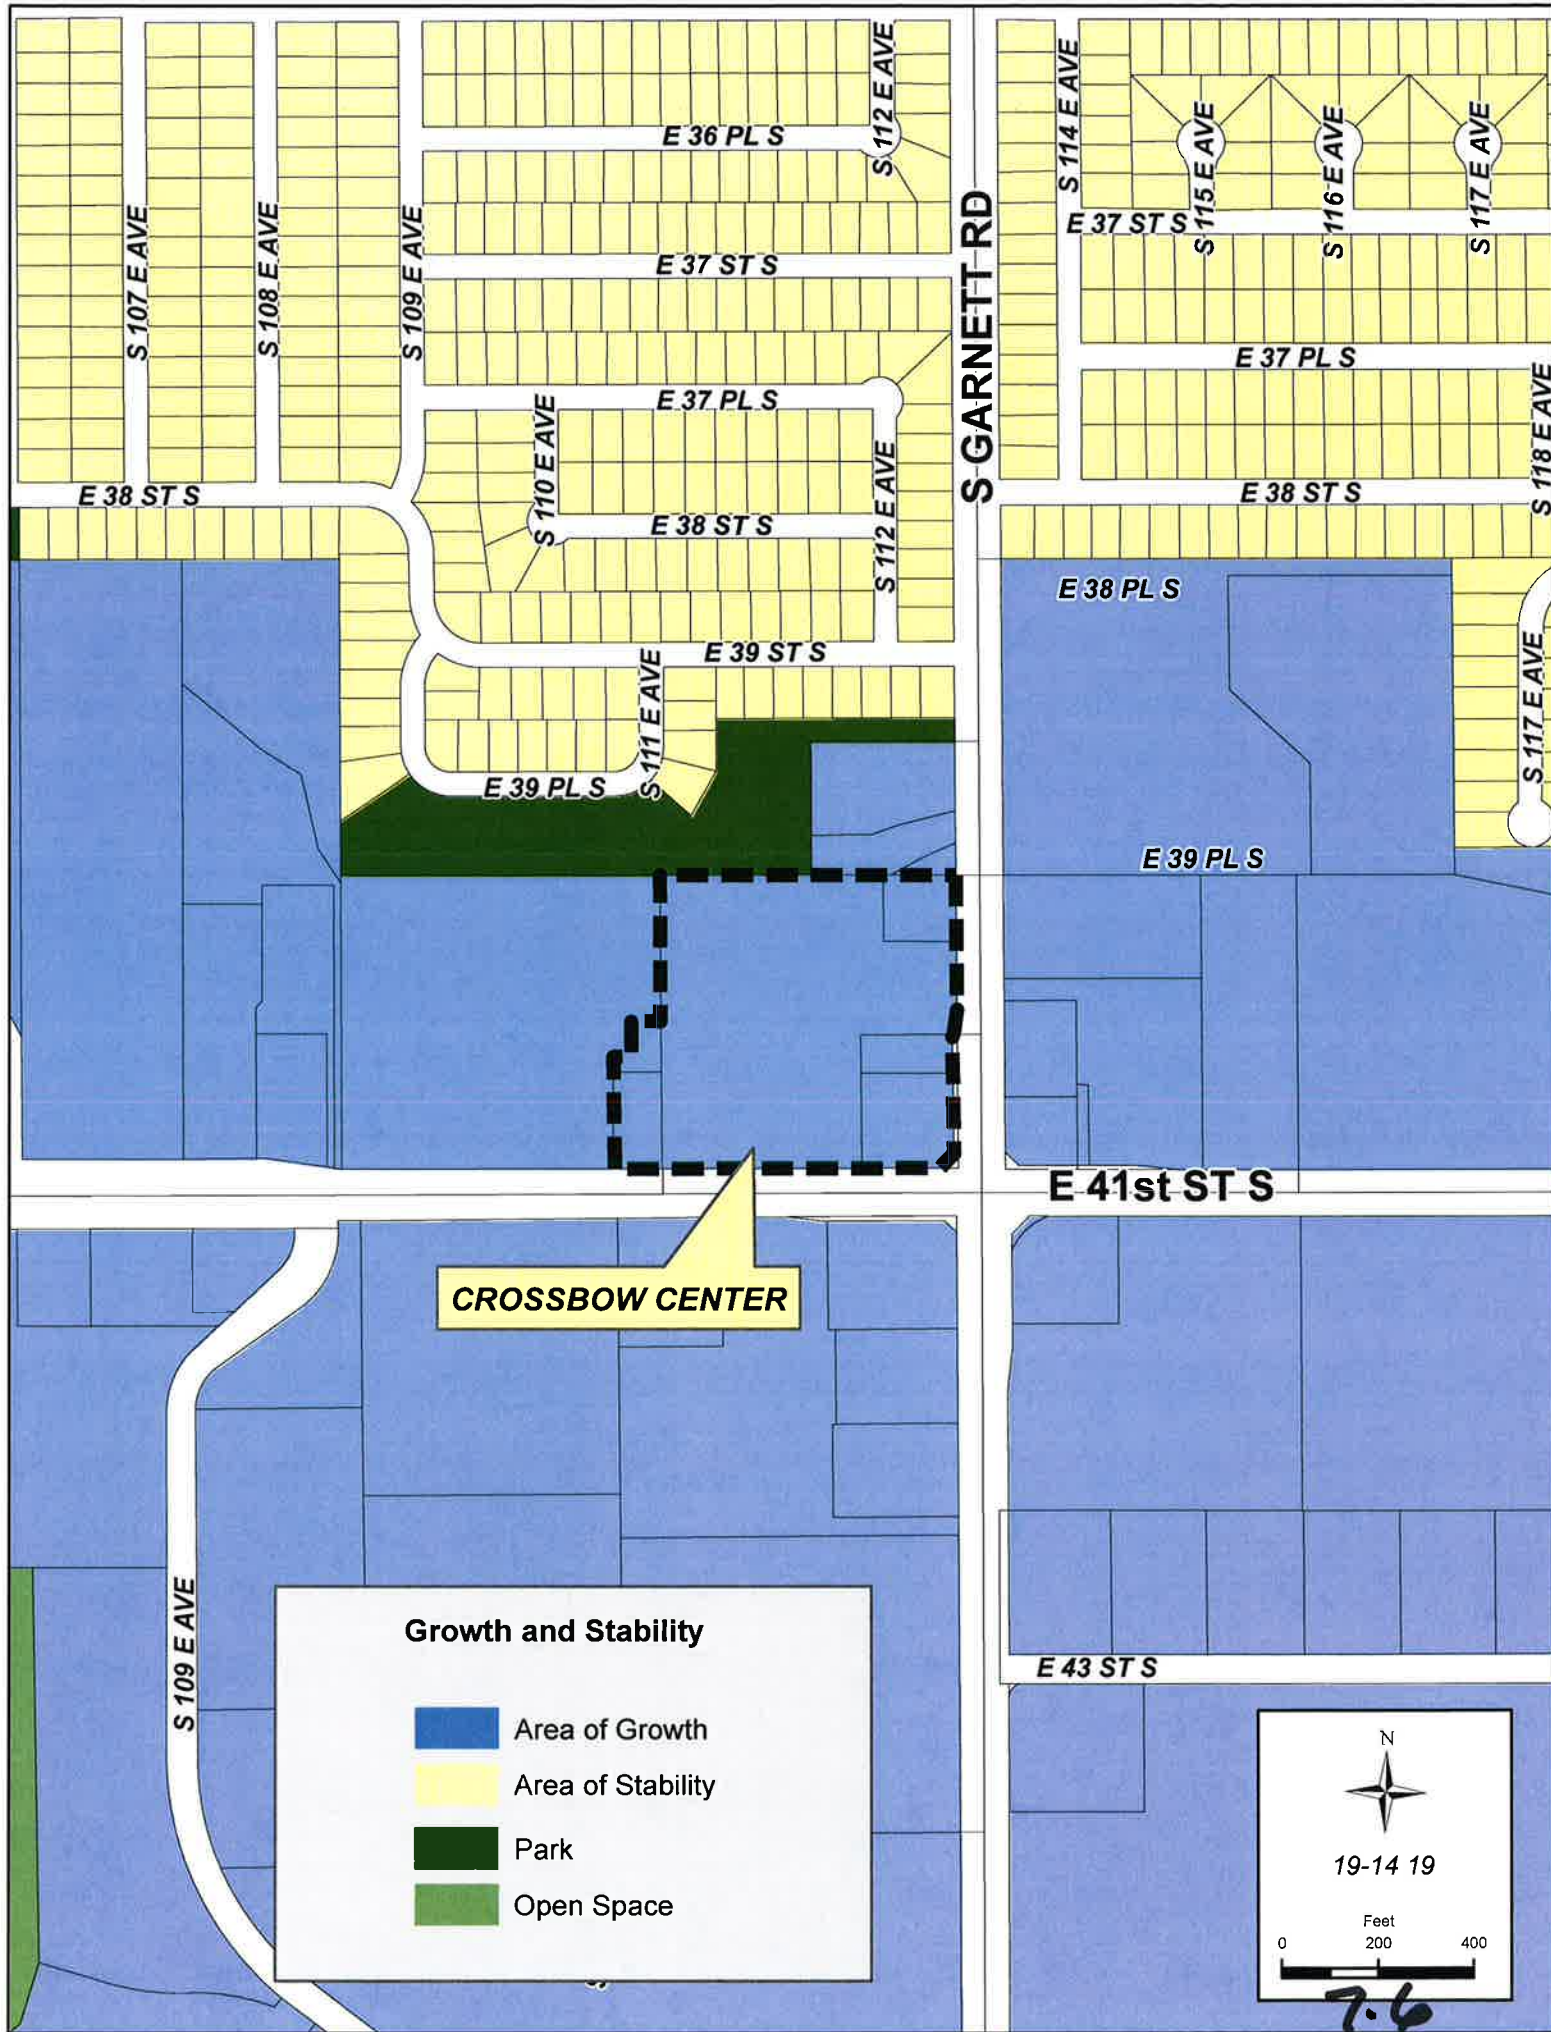 S 112 E AVE
S 114 E AVE
E 36 PL S
S 115 E AVE
S 116 E AVE
S 117 E AVE
S 107 E AVE
S 108 E AVE
S 109 E AVE
S GARNETT RD
E 37 ST S
E 37 ST S
E 37 PL S
E 37 PL S
S 110 E AVE
S 112 E AVE
S 118 E AVE
E 38 ST S
E 38 ST S
E 38 ST S
E 38 PL S
E 39 ST S
S 111 E AVE
S 117 E AVE
E 39 PL S
E 39 PL S
E 41st ST S
CROSSBOW CENTER
S 109 E AVE
E 43 ST S
Growth and Stability
Area of Growth
Area of Stability
Park
Open Space
N
19-14 19
Feet
0 200 400
7.6